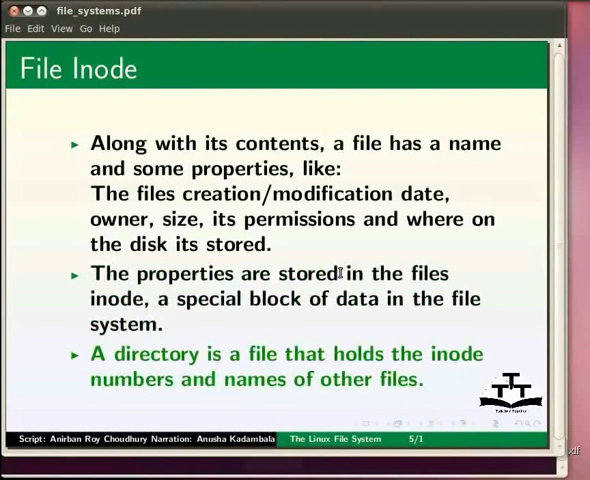 file_systems.pdf
File Edit View Go Help
File Inode
Along with its contents, a file has a name
and some properties, like:
The files creation/modification date,
owner, size, its permissions and where on
the disk its stored.
The properties are stored in the files
inode, a special block of data in the file
system.
A directory is a file that holds the inode
numbers and names of other files.
Script: Anirban Roy Choudhury Narration: Anusha Kadambala The Linux File System 5/1